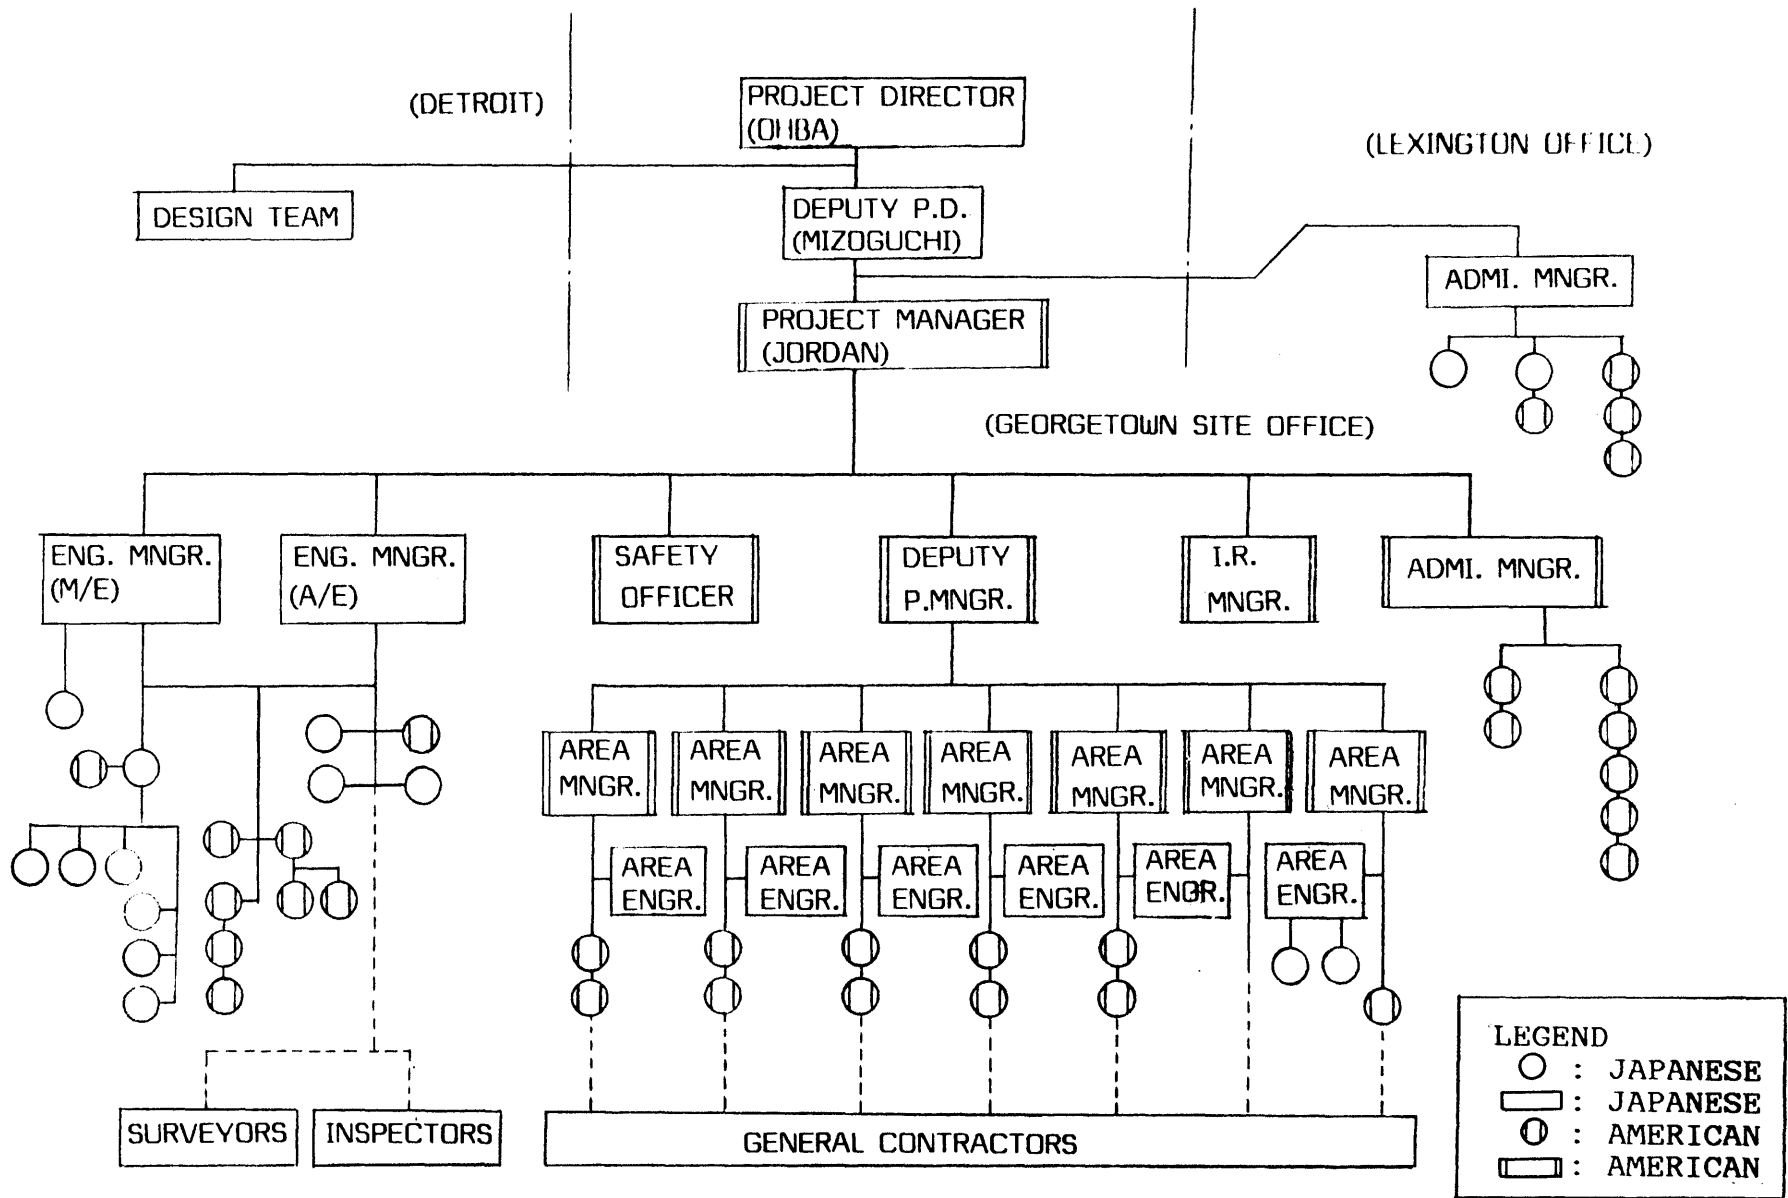 (DETROIT)
PROJECT DIRECTOR
(OHBA)
(LEXINGTON OFFICE)
DESIGN TEAM
DEPUTY P.D.
(MIZOGUCHI)
ADMI. MNGR.
PROJECT MANAGER
(JORDAN)
(GEORGETOWN SITE OFFICE)
ENG. MNGR.
(M/E)
ENG. MNGR.
(A/E)
SAFETY
OFFICER
DEPUTY
P.MNGR.
I.R.
MNGR.
ADMI. MNGR.
AREA
MNGR.
AREA
MNGR.
AREA
MNGR.
AREA
MNGR.
AREA
MNGR.
AREA
MNGR.
AREA
MNGR.
AREA
ENGR.
AREA
ENGR.
AREA
ENGR.
AREA
ENGR.
AREA
ENGR.
AREA
ENGR.
SURVEYORS
INSPECTORS
GENERAL CONTRACTORS
LEGEND
: JAPANESE
: JAPANESE
: AMERICAN
: AMERICAN